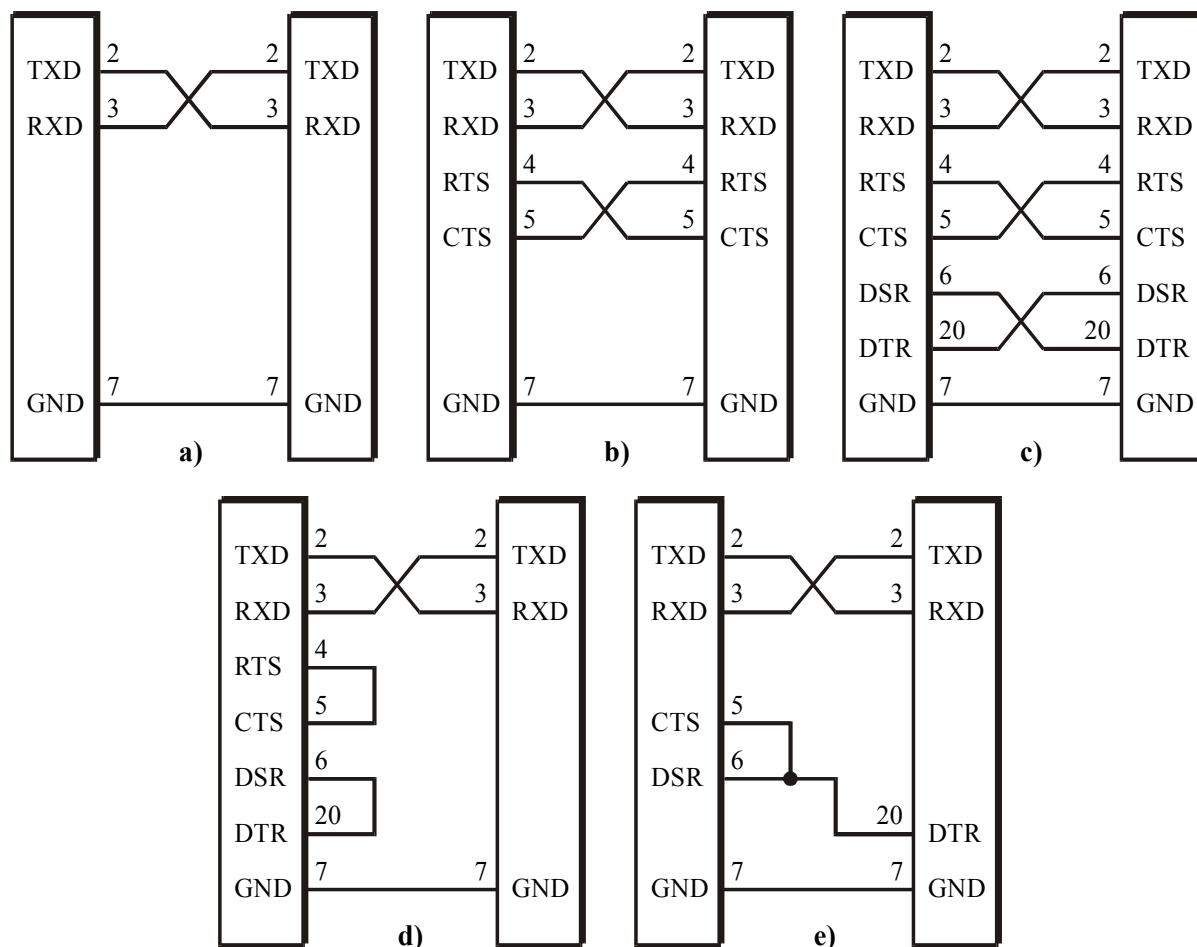 TXD 2 2 TXD
RXD 3 3 RXD
GND 7 7 GND
a)
TXD 2 2 TXD
RXD 3 3 RXD
RTS 4 4 RTS
CTS 5 5 CTS
GND 7 7 GND
b)
TXD 2 2 TXD
RXD 3 3 RXD
RTS 4 4 RTS
CTS 5 5 CTS
DSR 6 6 DSR
DTR 20 20 DTR
GND 7 7 GND
c)
TXD 2 2 TXD
RXD 3 3 RXD
RTS 4
CTS 5
DSR 6
DTR 20
GND 7 7 GND
d)
TXD 2 2 TXD
RXD 3 3 RXD
CTS 5
DSR 6
20 DTR
GND 7 7 GND
e)